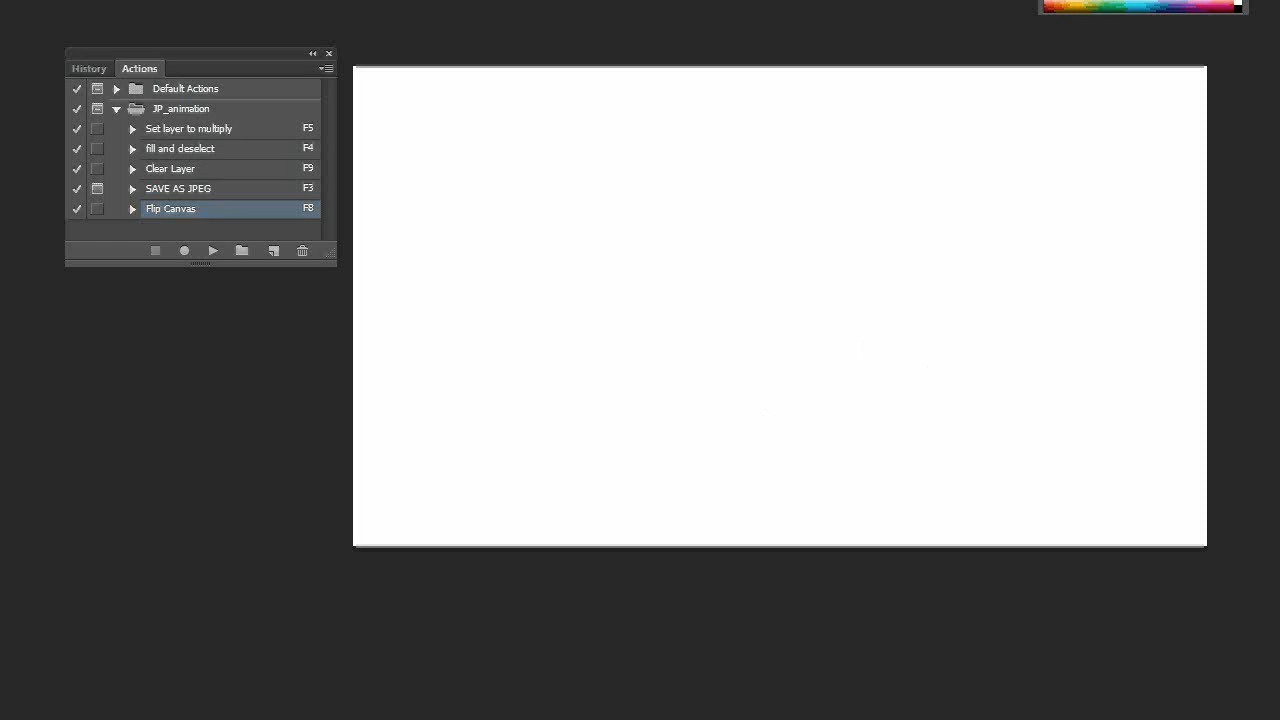 History Actions
Default Actions
JP_animation
Set layer to multiply F5
fill and deselect F4
Clear Layer F9
SAVE AS JPEG F3
Flip Canvas F8